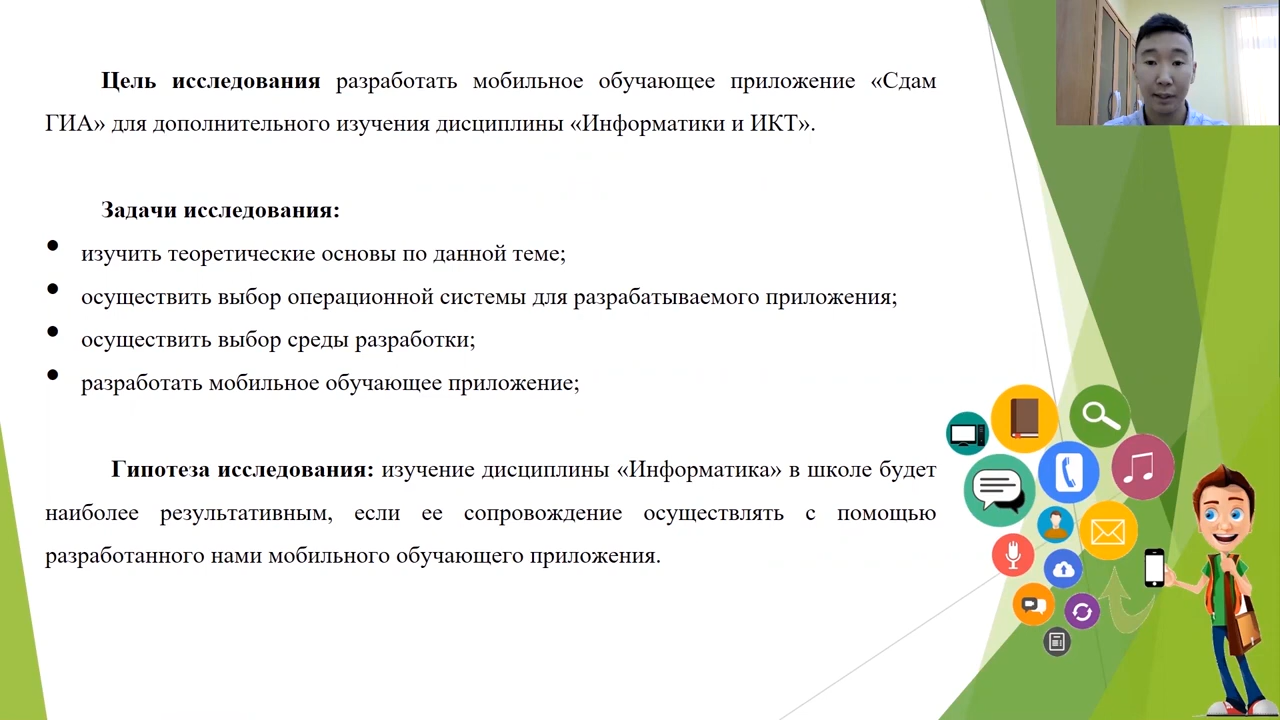 Цель исследования разработать мобильное обучающее приложение «Сдам
ГИА» для дополнительного изучения дисциплины «Информатики и ИКТ».
Задачи исследования:
• изучить теоретические основы по данной теме;
• осуществить выбор операционной системы для разрабатываемого приложения;
• осуществить выбор среды разработки;
• разработать мобильное обучающее приложение;
Гипотеза исследования: изучение дисциплины «Информатика» в школе будет
наиболее результативным, если ее сопровождение осуществлять с помощью
разработанного нами мобильного обучающего приложения.